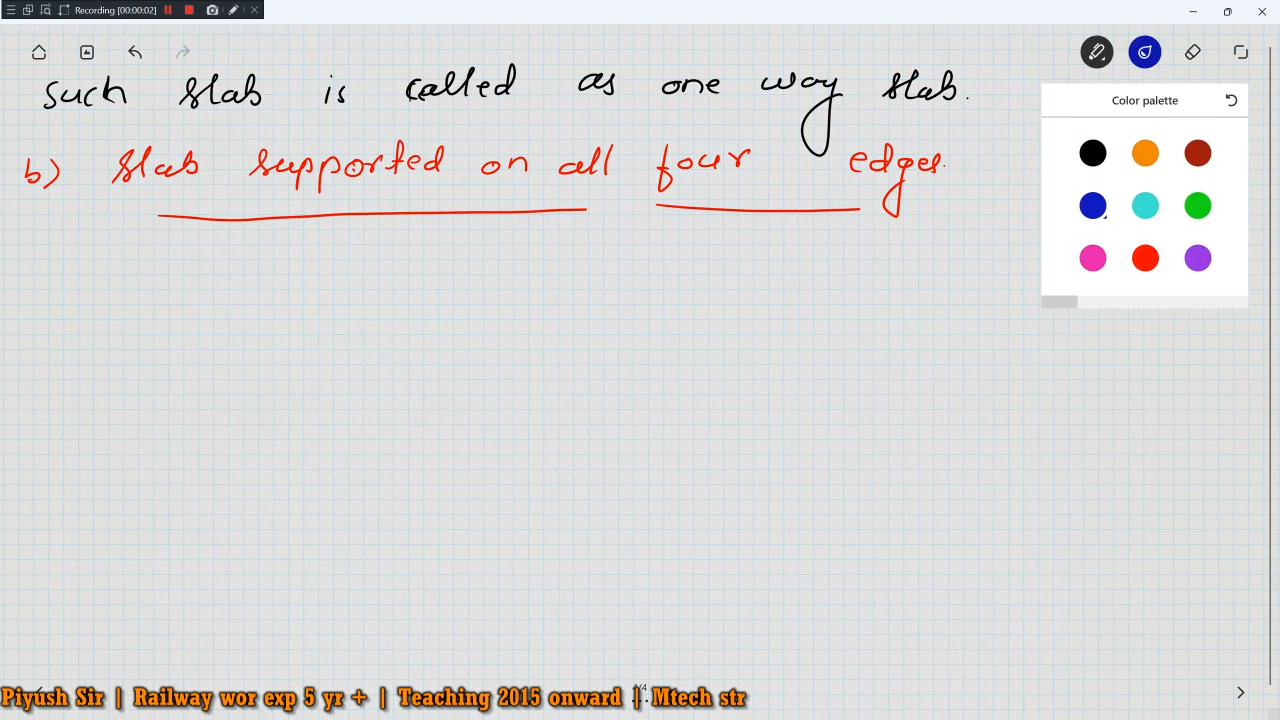 Recording [00:00:02]
such slab is called as one way slab.
b) slab supported on all four edges.
Color palette
Piyush Sir | Railway wor exp 5 yr + | Teaching 2015 onward | Mtech str